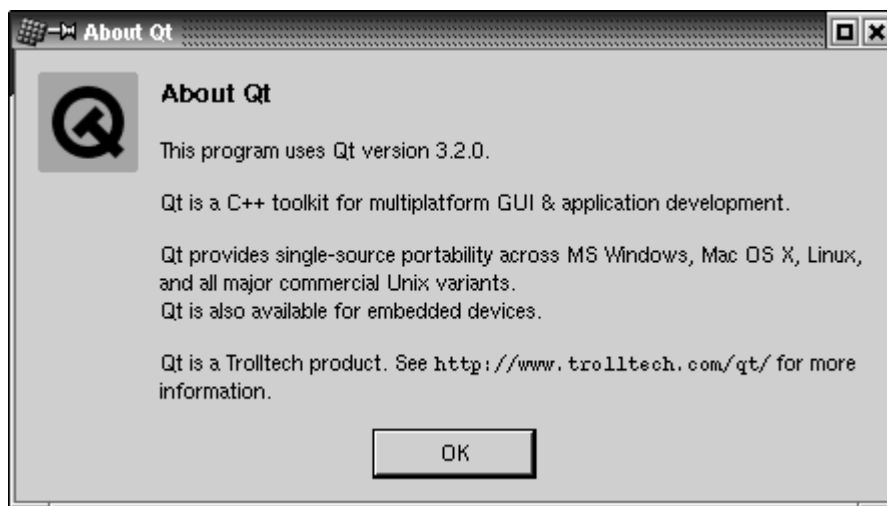 About Qt
About Qt
This program uses Qt version 3.2.0.
Qt is a C++ toolkit for multiplatform GUI & application development.
Qt provides single-source portability across MS Windows, Mac OS X, Linux,
and all major commercial Unix variants.
Qt is also available for embedded devices.
Qt is a Trolltech product. See http://www.trolltech.com/qt/ for more
information.
OK